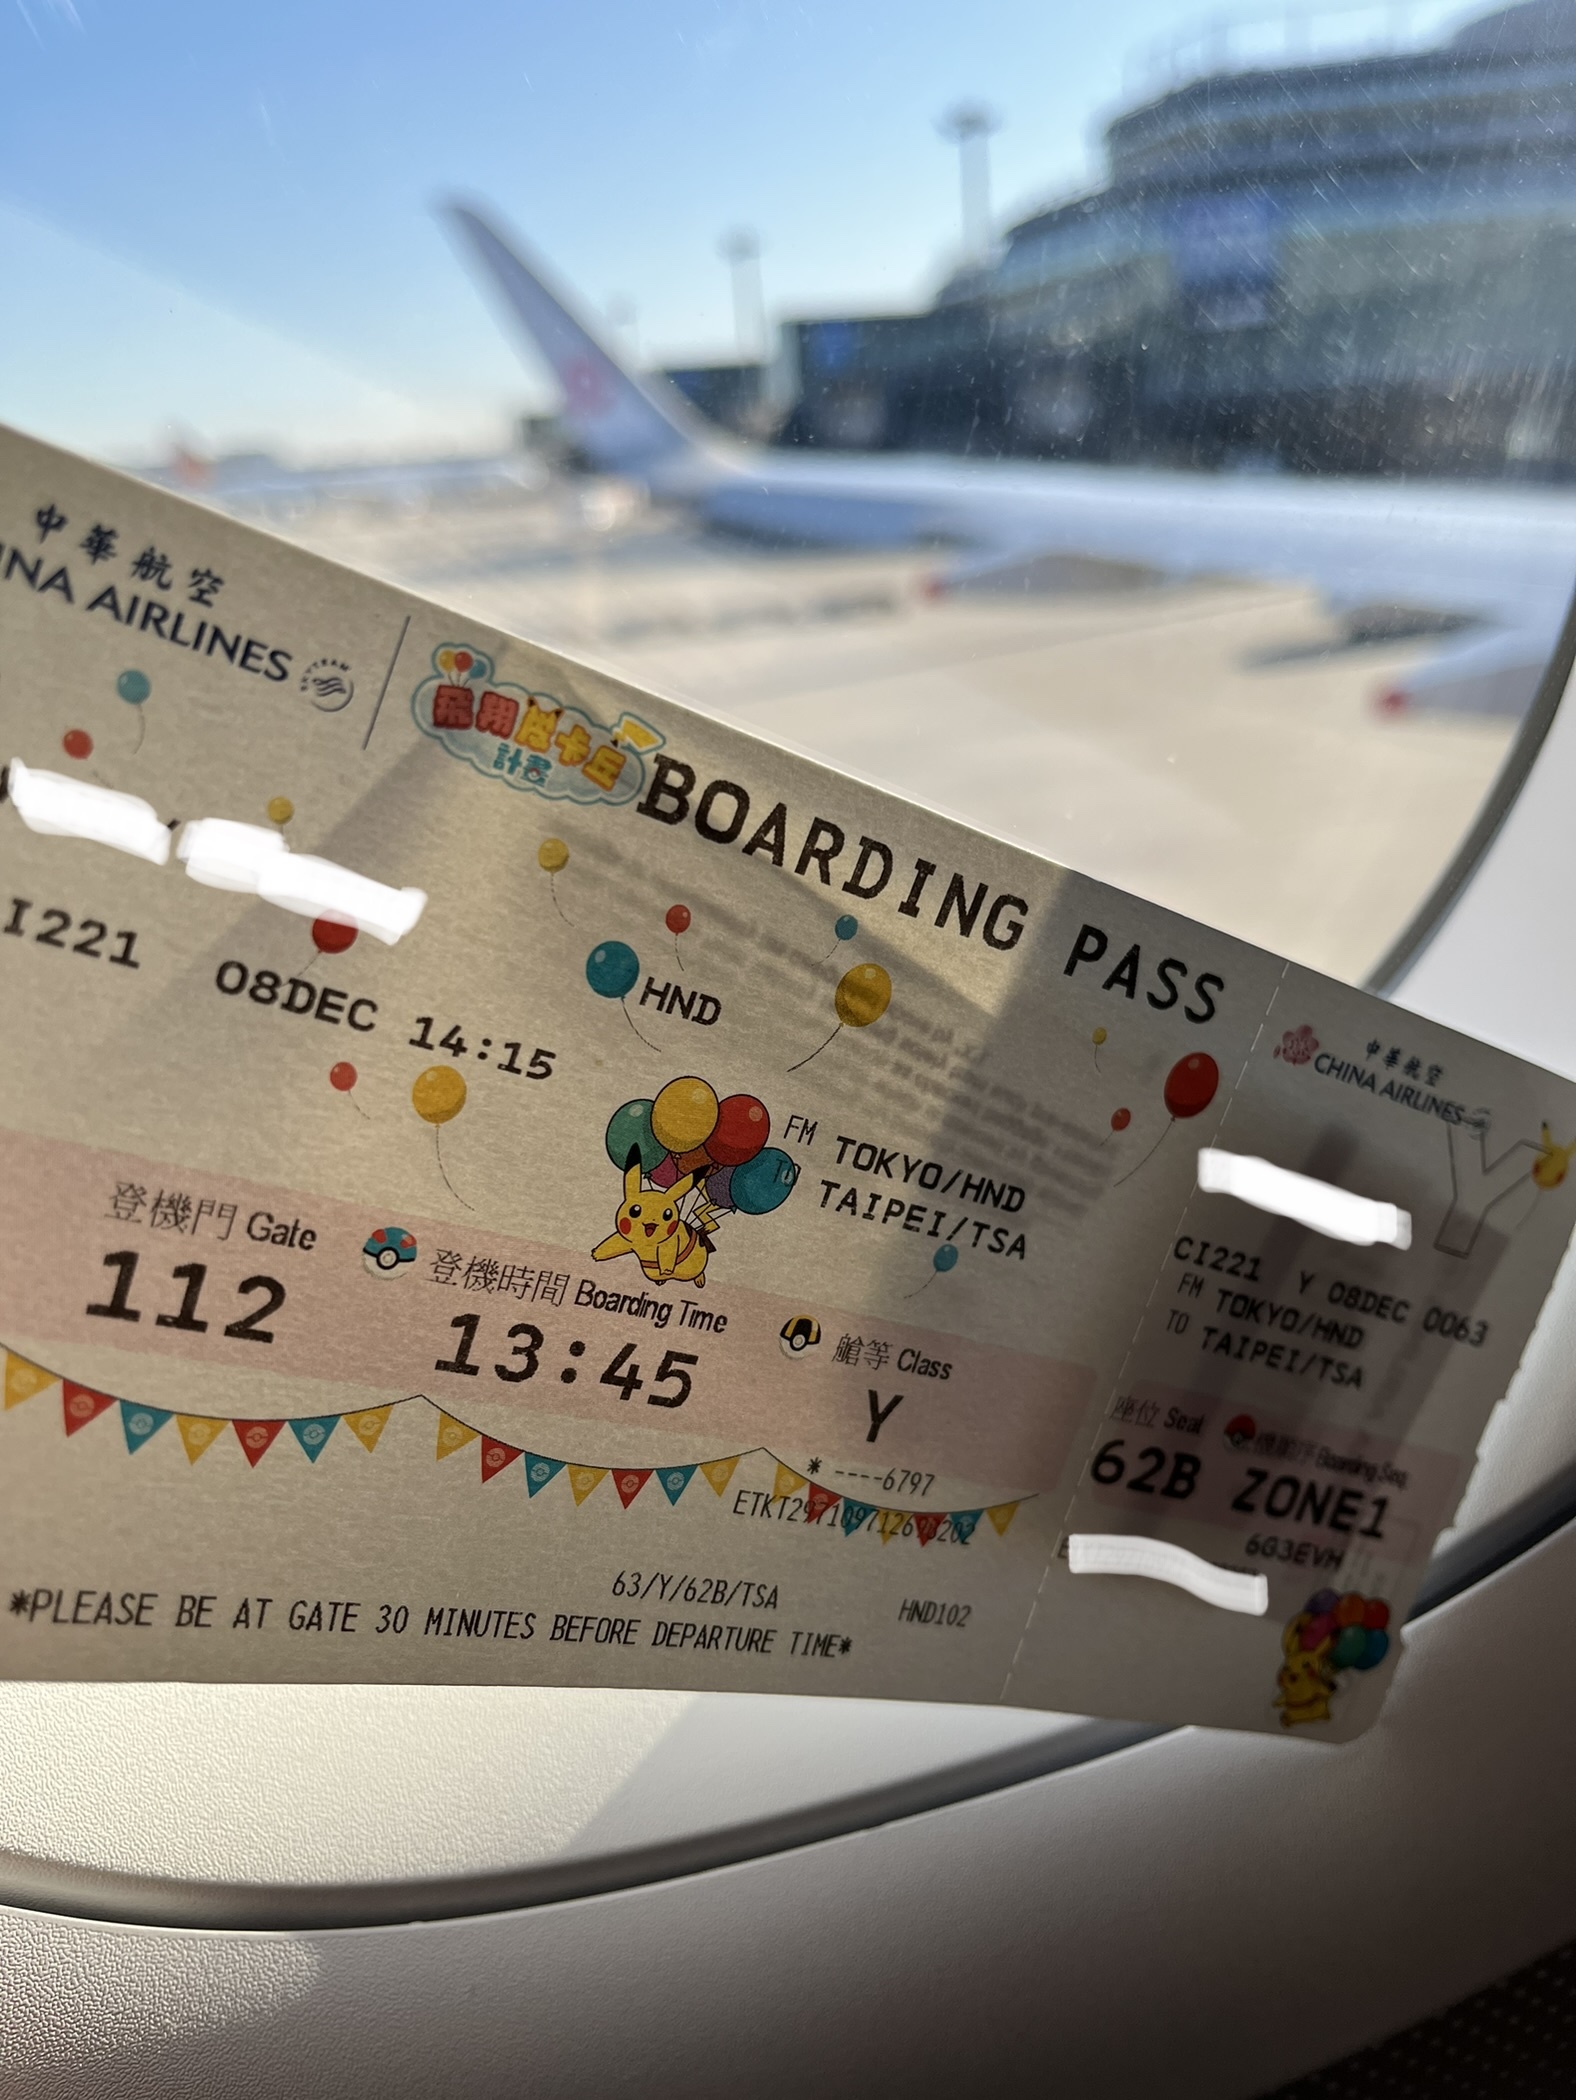 中華航空
INA AIRLINES
SKYTEAM
飛翔皮卡丘
計畫
BOARDING PASS
I221 08DEC 14:15
HND
FM TOKYO/HND
TO TAIPEI/TSA
登機門 Gate
112
登機時間 Boarding Time
13:45
艙等 Class
Y
* ----6797
63/Y/62B/TSA
HND102
*PLEASE BE AT GATE 30 MINUTES BEFORE DEPARTURE TIME*
中華航空
CHINA AIRLINES
Y
CI221 Y 08DEC 0063
FM TOKYO/HND
TO TAIPEI/TSA
座位 Seat
Boarding Seq.
62B ZONE1
6G3EVH